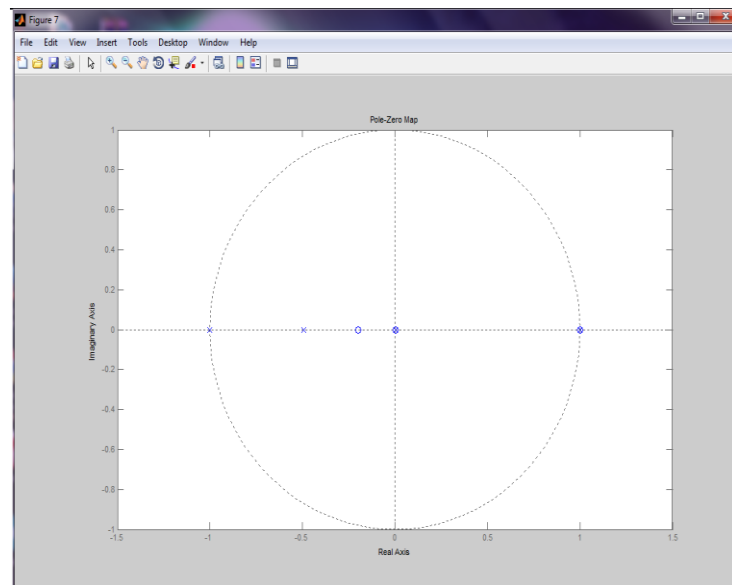 Figure 7
File Edit View Insert Tools Desktop Window Help
Pole-Zero Map
1
0.8
0.6
0.4
0.2
0
-0.2
-0.4
-0.6
-0.8
-1
Imaginary Axis
-1.5 -1 -0.5 0 0.5 1 1.5
Real Axis